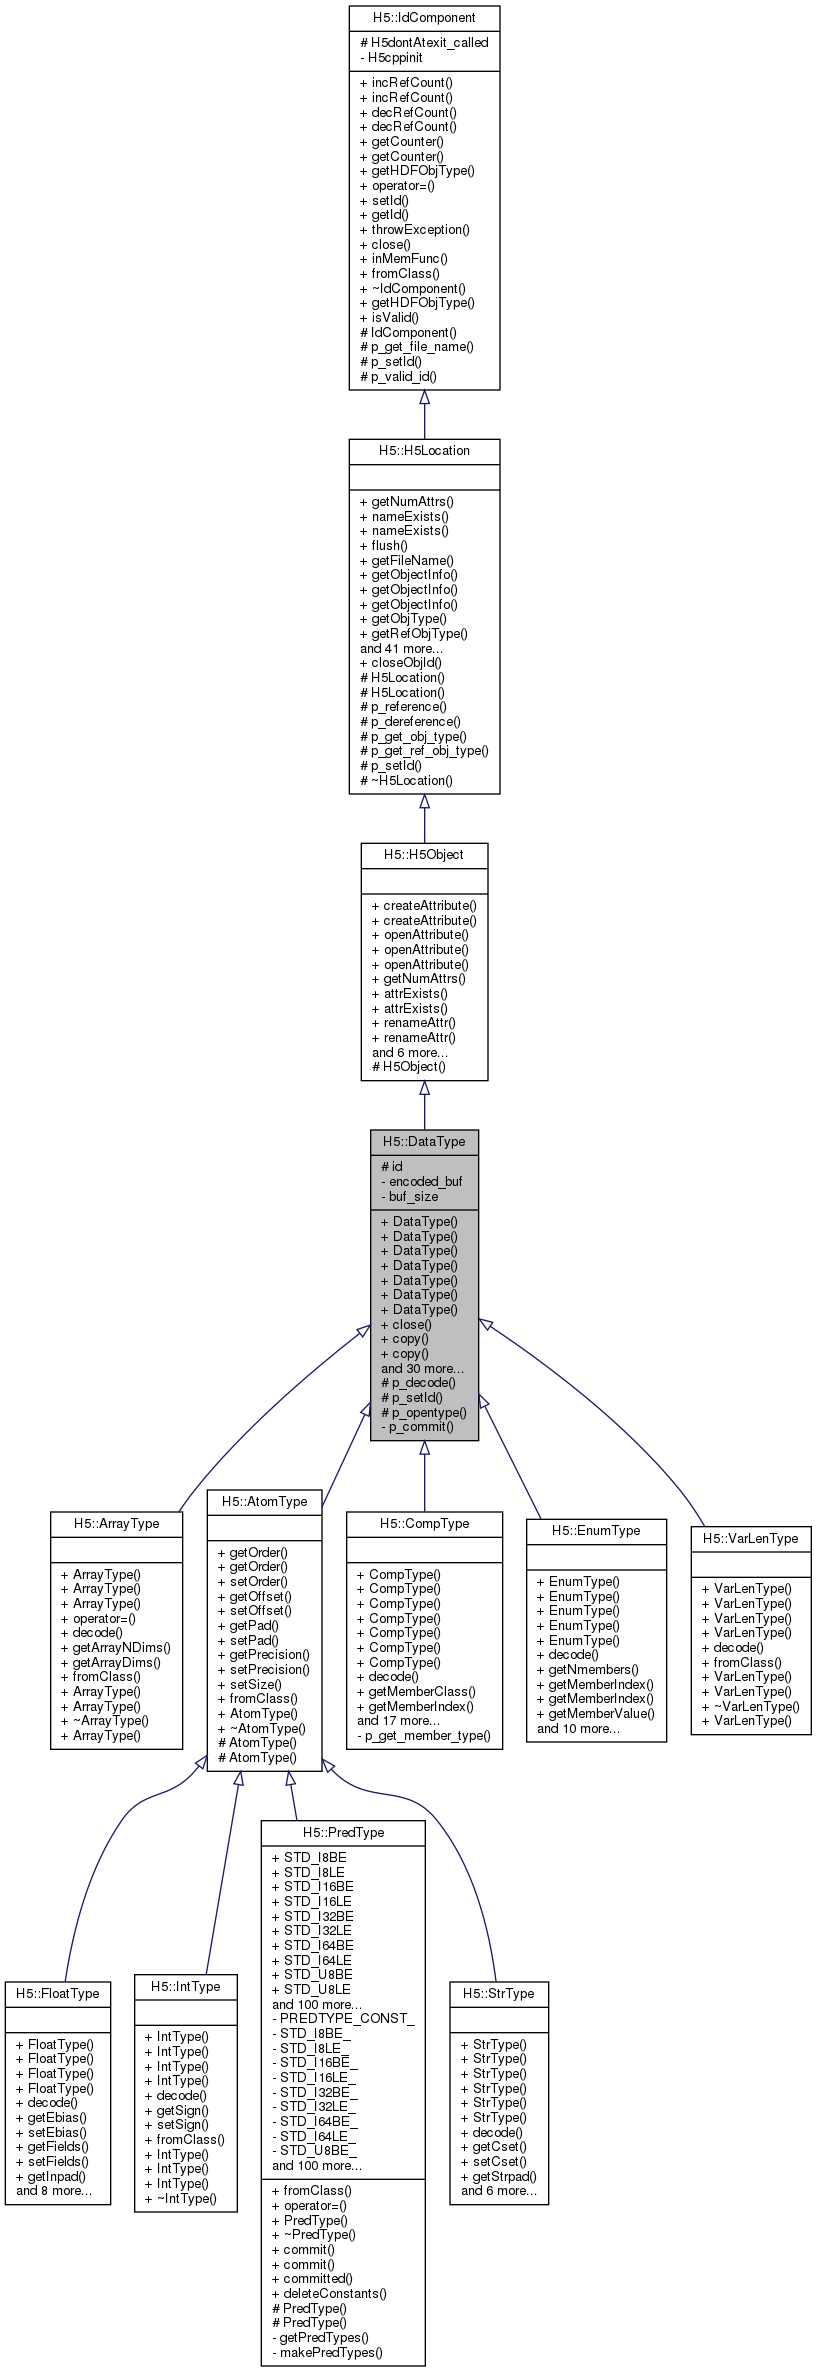 H5::IdComponent
# H5dontAtexit_called
- H5cppinit
+ incRefCount()
+ incRefCount()
+ decRefCount()
+ decRefCount()
+ getCounter()
+ getCounter()
+ getHDFObjType()
+ operator=()
+ setId()
+ getId()
+ throwException()
+ close()
+ inMemFunc()
+ fromClass()
+ ~IdComponent()
+ getHDFObjType()
+ isValid()
# IdComponent()
# p_get_file_name()
# p_setId()
# p_valid_id()
H5::H5Location
+ getNumAttrs()
+ nameExists()
+ nameExists()
+ flush()
+ getFileName()
+ getObjectInfo()
+ getObjectInfo()
+ getObjectInfo()
+ getObjType()
+ getRefObjType()
and 41 more...
+ closeObjId()
# H5Location()
# H5Location()
# p_reference()
# p_dereference()
# p_get_obj_type()
# p_get_ref_obj_type()
# p_setId()
# ~H5Location()
H5::H5Object
+ createAttribute()
+ createAttribute()
+ openAttribute()
+ openAttribute()
+ openAttribute()
+ getNumAttrs()
+ attrExists()
+ attrExists()
+ renameAttr()
+ renameAttr()
and 6 more...
# H5Object()
H5::DataType
# id
- encoded_buf
- buf_size
+ DataType()
+ DataType()
+ DataType()
+ DataType()
+ DataType()
+ DataType()
+ DataType()
+ close()
+ copy()
+ copy()
and 30 more...
# p_decode()
# p_setId()
# p_opentype()
- p_commit()
H5::ArrayType
+ ArrayType()
+ ArrayType()
+ ArrayType()
+ operator=()
+ decode()
+ getArrayNDims()
+ getArrayDims()
+ fromClass()
+ ArrayType()
+ ArrayType()
+ ~ArrayType()
+ ArrayType()
H5::AtomType
+ getOrder()
+ getOrder()
+ setOrder()
+ getOffset()
+ setOffset()
+ getPad()
+ setPad()
+ getPrecision()
+ setPrecision()
+ setSize()
+ fromClass()
+ AtomType()
+ ~AtomType()
# AtomType()
# AtomType()
H5::CompType
+ CompType()
+ CompType()
+ CompType()
+ CompType()
+ CompType()
+ CompType()
+ CompType()
+ decode()
+ getMemberClass()
+ getMemberIndex()
and 17 more...
- p_get_member_type()
H5::EnumType
+ EnumType()
+ EnumType()
+ EnumType()
+ EnumType()
+ EnumType()
+ decode()
+ getNmembers()
+ getMemberIndex()
+ getMemberIndex()
+ getMemberValue()
and 10 more...
H5::VarLenType
+ VarLenType()
+ VarLenType()
+ VarLenType()
+ VarLenType()
+ decode()
+ fromClass()
+ VarLenType()
+ VarLenType()
+ ~VarLenType()
+ VarLenType()
H5::FloatType
+ FloatType()
+ FloatType()
+ FloatType()
+ FloatType()
+ decode()
+ getEbias()
+ setEbias()
+ getFields()
+ setFields()
+ getInpad()
and 8 more...
H5::IntType
+ IntType()
+ IntType()
+ IntType()
+ IntType()
+ decode()
+ getSign()
+ setSign()
+ fromClass()
+ IntType()
+ IntType()
+ IntType()
+ ~IntType()
H5::PredType
+ STD_I8BE
+ STD_I8LE
+ STD_I16BE
+ STD_I16LE
+ STD_I32BE
+ STD_I32LE
+ STD_I64BE
+ STD_I64LE
+ STD_U8BE
+ STD_U8LE
and 100 more...
- PREDTYPE_CONST_
- STD_I8BE_
- STD_I8LE_
- STD_I16BE_
- STD_I16LE_
- STD_I32BE_
- STD_I32LE_
- STD_I64BE_
- STD_I64LE_
- STD_U8BE_
and 100 more...
+ fromClass()
+ operator=()
+ PredType()
+ ~PredType()
+ commit()
+ commit()
+ committed()
+ deleteConstants()
# PredType()
# PredType()
- getPredTypes()
- makePredTypes()
H5::StrType
+ StrType()
+ StrType()
+ StrType()
+ StrType()
+ StrType()
+ StrType()
+ decode()
+ getCset()
+ setCset()
+ getStrpad()
and 6 more...